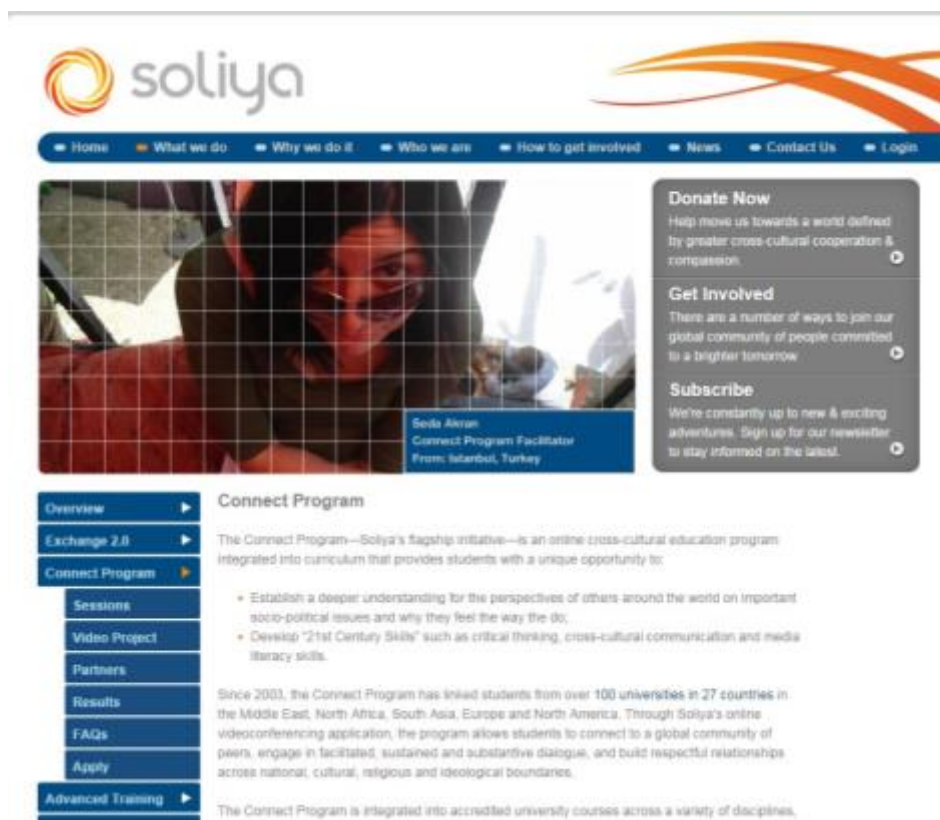 soliya
Home What we do Why we do it Who we are How to get involved News Contact Us Login
Donate Now
Help move us towards a world defined
by greater cross-cultural cooperation &
compassion.
Get Involved
There are a number of ways to join our
global community of people committed
to a brighter tomorrow
Subscribe
We're constantly up to new & exciting
adventures. Sign up for our newsletter
to stay informed on the latest.
Seda Akran
Connect Program Facilitator
From: Istanbul, Turkey
Overview
Exchange 2.0
Connect Program
Sessions
Video Project
Partners
Results
FAQs
Apply
Advanced Training
Connect Program
The Connect Program—Soliya's flagship initiative—is an online cross-cultural education program
integrated into curriculum that provides students with a unique opportunity to:
Establish a deeper understanding for the perspectives of others around the world on important
socio-political issues and why they feel the way the do;
Develop "21st Century Skills" such as critical thinking, cross-cultural communication and media
literacy skills.
Since 2003, the Connect Program has linked students from over 100 universities in 27 countries in
the Middle East, North Africa, South Asia, Europe and North America. Through Soliya's online
videoconferencing application, the program allows students to connect to a global community of
peers, engage in facilitated, sustained and substantive dialogue, and build respectful relationships
across national, cultural, religious and ideological boundaries.
The Connect Program is integrated into accredited university courses across a variety of disciplines,